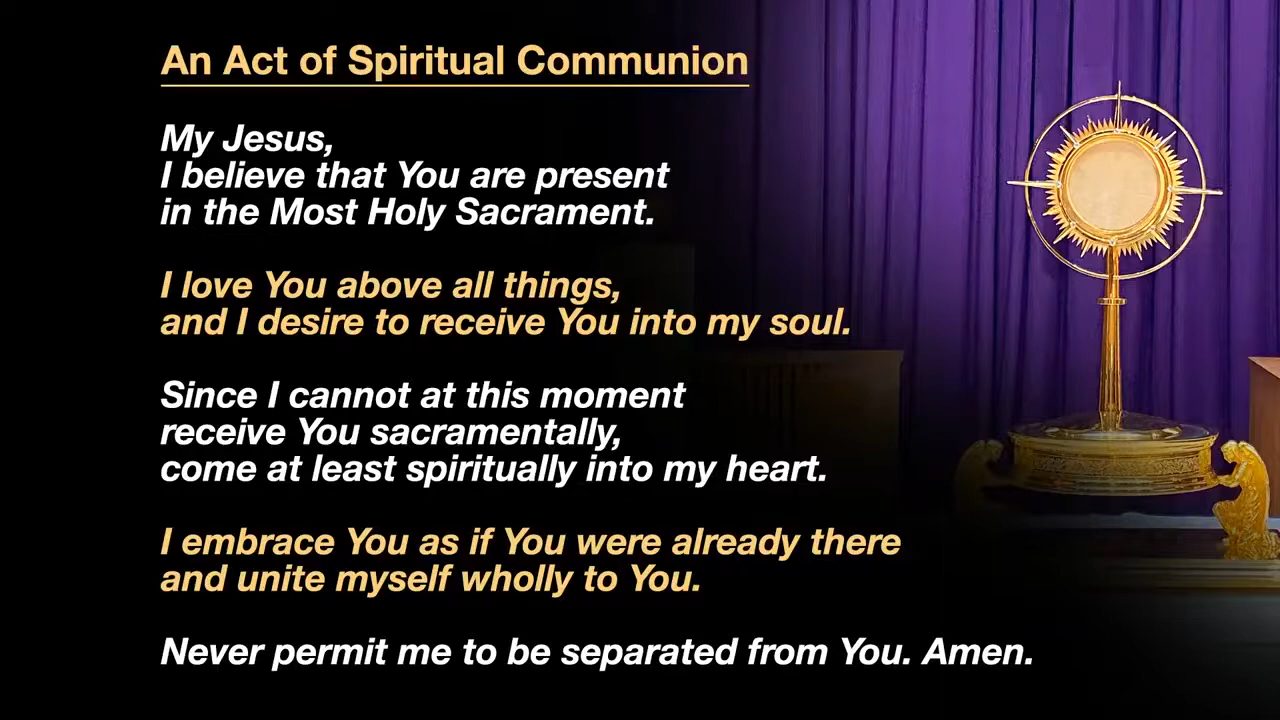 An Act of Spiritual Communion
My Jesus,
I believe that You are present
in the Most Holy Sacrament.
I love You above all things,
and I desire to receive You into my soul.
Since I cannot at this moment
receive You sacramentally,
come at least spiritually into my heart.
I embrace You as if You were already there
and unite myself wholly to You.
Never permit me to be separated from You. Amen.